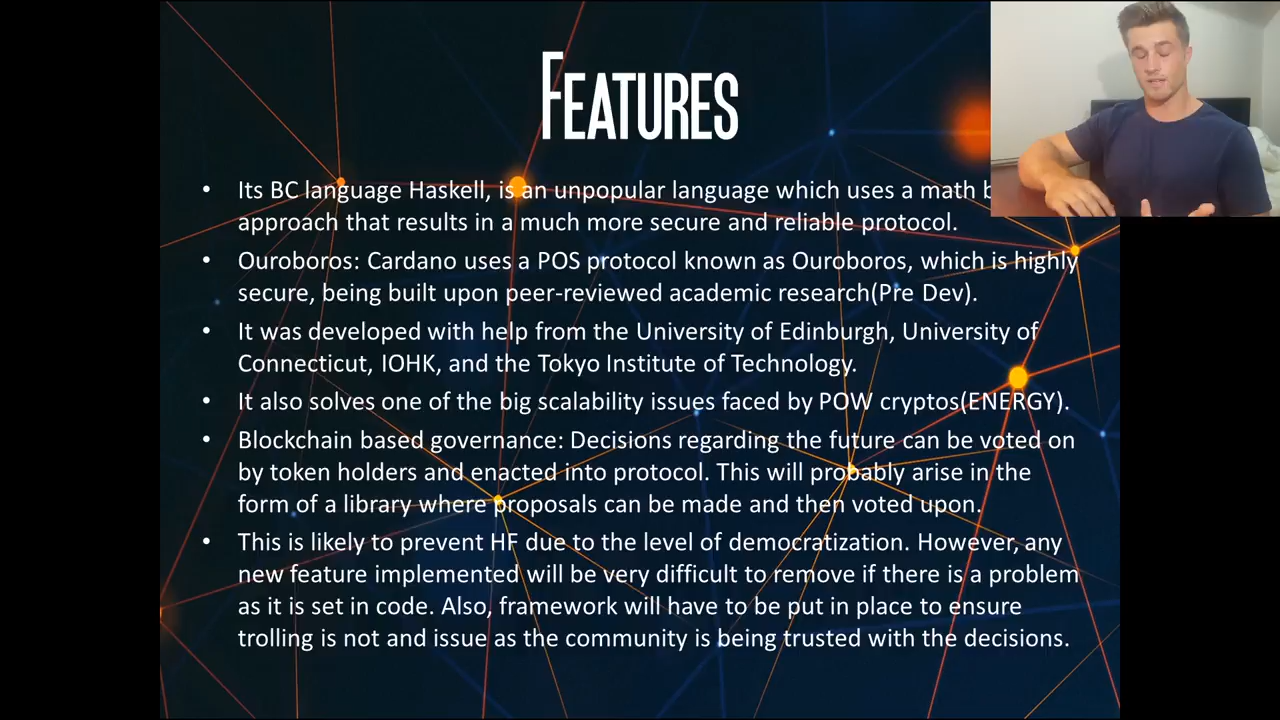 FEATURES
• Its BC language Haskell, is an unpopular language which uses a math
approach that results in a much more secure and reliable protocol.
• Ouroboros: Cardano uses a POS protocol known as Ouroboros, which is highly
secure, being built upon peer-reviewed academic research(Pre Dev).
• It was developed with help from the University of Edinburgh, University of
Connecticut, IOHK, and the Tokyo Institute of Technology.
• It also solves one of the big scalability issues faced by POW cryptos(ENERGY).
• Blockchain based governance: Decisions regarding the future can be voted on
by token holders and enacted into protocol. This will probably arise in the
form of a library where proposals can be made and then voted upon.
• This is likely to prevent HF due to the level of democratization. However, any
new feature implemented will be very difficult to remove if there is a problem
as it is set in code. Also, framework will have to be put in place to ensure
trolling is not and issue as the community is being trusted with the decisions.